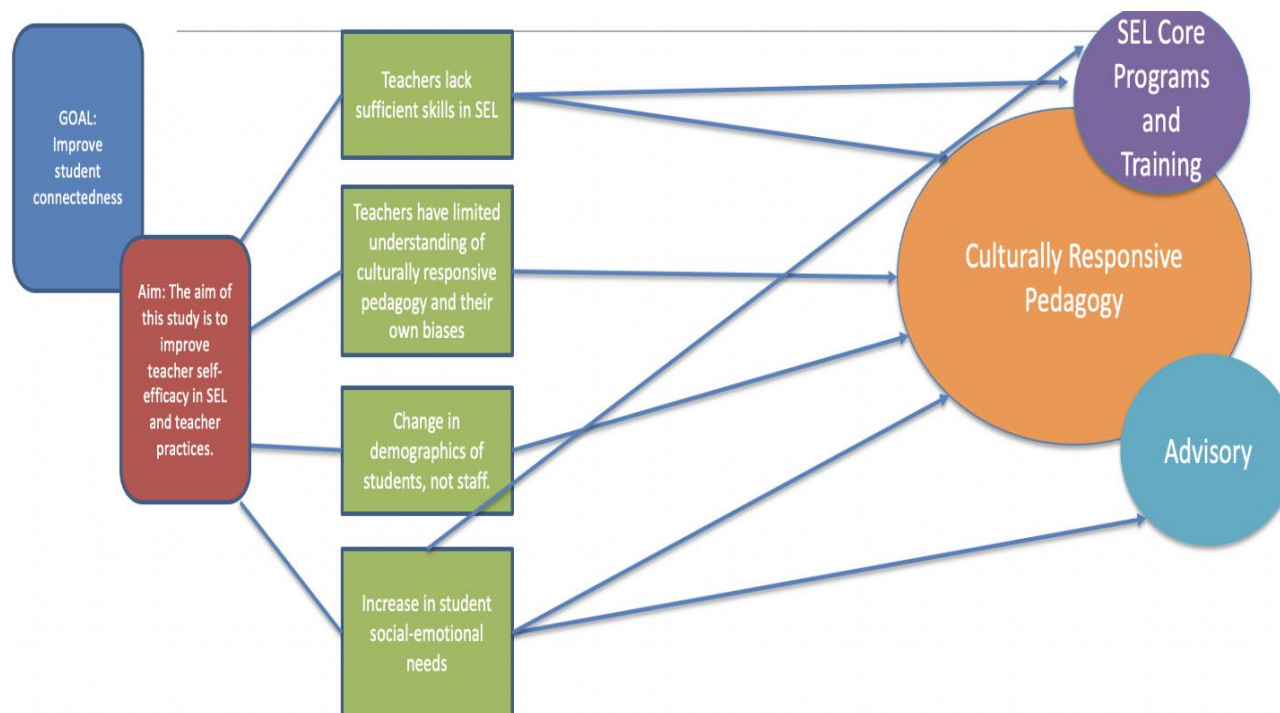 GOAL:
Improve
student
connectedness
Aim: The aim of
this study is to
improve
teacher self-
efficacy in SEL
and teacher
practices.
Teachers lack
sufficient skills in SEL
Teachers have limited
understanding of
culturally responsive
pedagogy and their
own biases
Change in
demographics of
students, not staff.
Increase in student
social-emotional
needs
SEL Core
Programs
and
Training
Culturally Responsive
Pedagogy
Advisory